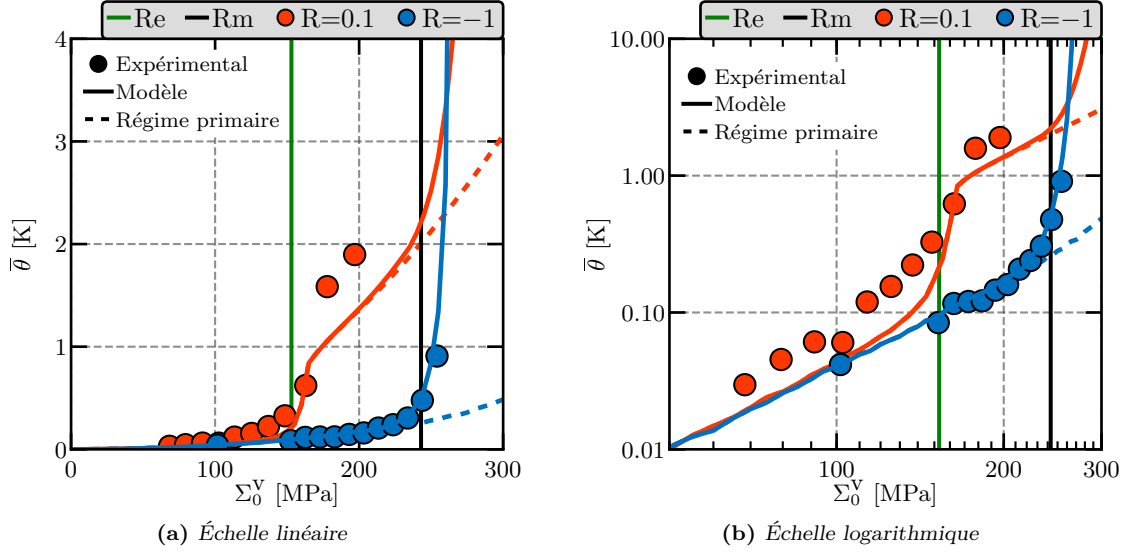 Re Rm R=0.1 R=−1
4
3
2
1
0
Expérimental
Modèle
Régime primaire
θ̅ [K]
0 100 200 300
Σ₀ⱽ [MPa]
(a) Échelle linéaire
Re Rm R=0.1 R=−1
10.00
1.00
0.10
0.01
Expérimental
Modèle
Régime primaire
θ̅ [K]
100 200 300
Σ₀ⱽ [MPa]
(b) Échelle logarithmique